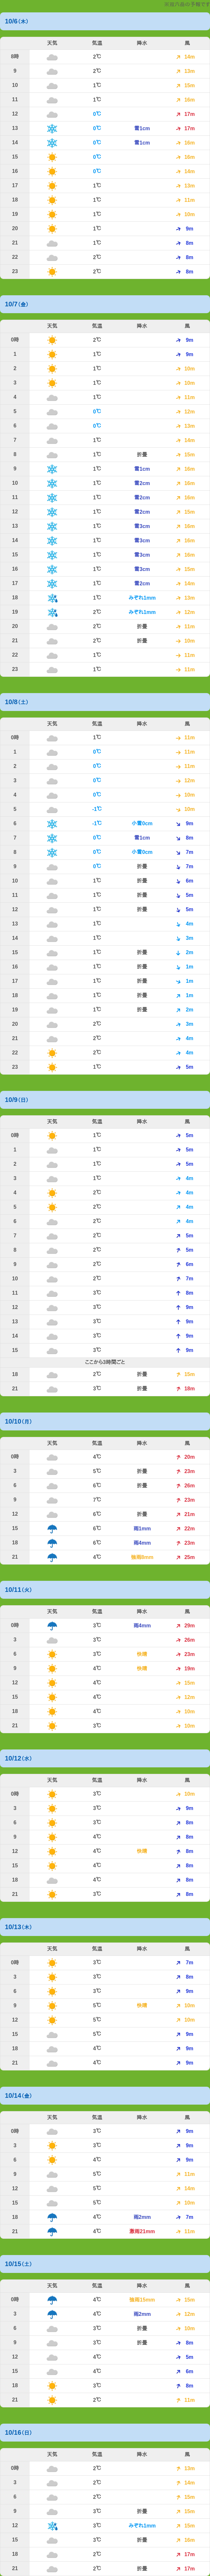 10/6(木)
天気 気温 降水 風
8時 2℃ 14m
9 2℃ 13m
10 1℃ 15m
11 1℃ 16m
12 0℃ 17m
13 0℃ 雪1cm 17m
14 0℃ 雪1cm 16m
15 0℃ 16m
16 0℃ 14m
17 1℃ 13m
18 1℃ 11m
19 1℃ 10m
20 1℃ 9m
21 1℃ 8m
22 2℃ 8m
23 2℃ 8m
10/7(金)
天気 気温 降水 風
0時 2℃ 9m
1 1℃ 9m
2 1℃ 10m
3 1℃ 10m
4 1℃ 11m
5 0℃ 12m
6 0℃ 13m
7 1℃ 14m
8 1℃ 折畳 15m
9 1℃ 雪1cm 16m
10 1℃ 雪2cm 16m
11 1℃ 雪2cm 16m
12 1℃ 雪2cm 15m
13 1℃ 雪3cm 16m
14 1℃ 雪3cm 16m
15 1℃ 雪3cm 16m
16 1℃ 雪3cm 15m
17 1℃ 雪2cm 14m
18 1℃ みぞれ1mm 13m
19 2℃ みぞれ1mm 12m
20 2℃ 折畳 11m
21 2℃ 折畳 10m
22 1℃ 11m
23 1℃ 11m
10/8(土)
天気 気温 降水 風
0時 1℃ 11m
1 0℃ 11m
2 0℃ 11m
3 0℃ 12m
4 0℃ 10m
5 -1℃ 10m
6 -1℃ 小雪0cm 9m
7 0℃ 雪1cm 8m
8 0℃ 小雪0cm 7m
9 0℃ 折畳 7m
10 1℃ 折畳 6m
11 1℃ 折畳 5m
12 1℃ 折畳 5m
13 1℃ 4m
14 1℃ 3m
15 1℃ 折畳 2m
16 1℃ 折畳 1m
17 1℃ 折畳 1m
18 1℃ 折畳 1m
19 1℃ 折畳 2m
20 2℃ 3m
21 2℃ 4m
22 2℃ 4m
23 1℃ 5m
10/9(日)
天気 気温 降水 風
0時 1℃ 5m
1 1℃ 5m
2 1℃ 5m
3 1℃ 4m
4 2℃ 4m
5 2℃ 4m
6 2℃ 4m
7 2℃ 5m
8 2℃ 5m
9 2℃ 6m
10 2℃ 7m
11 3℃ 8m
12 3℃ 9m
13 3℃ 9m
14 3℃ 9m
15 3℃ 9m
ここから3時間ごと
18 2℃ 折畳 15m
21 3℃ 折畳 18m
10/10(月)
天気 気温 降水 風
0時 4℃ 20m
3 5℃ 折畳 23m
6 6℃ 折畳 26m
9 7℃ 23m
12 6℃ 折畳 21m
15 6℃ 雨1mm 22m
18 6℃ 雨4mm 23m
21 4℃ 強雨8mm 25m
10/11(火)
天気 気温 降水 風
0時 3℃ 雨4mm 29m
3 3℃ 26m
6 3℃ 快晴 23m
9 4℃ 快晴 19m
12 4℃ 15m
15 4℃ 12m
18 4℃ 10m
21 3℃ 10m
10/12(水)
天気 気温 降水 風
0時 3℃ 10m
3 3℃ 9m
6 3℃ 8m
9 4℃ 8m
12 4℃ 快晴 8m
15 4℃ 8m
18 4℃ 8m
21 3℃ 8m
10/13(木)
天気 気温 降水 風
0時 3℃ 7m
3 3℃ 8m
6 3℃ 9m
9 5℃ 快晴 10m
12 5℃ 10m
15 5℃ 9m
18 4℃ 9m
21 4℃ 9m
10/14(金)
天気 気温 降水 風
0時 3℃ 9m
3 3℃ 9m
6 4℃ 9m
9 5℃ 11m
12 5℃ 14m
15 5℃ 10m
18 4℃ 雨2mm 7m
21 4℃ 豪雨21mm 11m
10/15(土)
天気 気温 降水 風
0時 4℃ 強雨15mm 15m
3 4℃ 雨2mm 12m
6 3℃ 折畳 10m
9 3℃ 折畳 8m
12 4℃ 5m
15 4℃ 6m
18 3℃ 8m
21 2℃ 11m
10/16(日)
天気 気温 降水 風
0時 2℃ 13m
3 2℃ 14m
6 2℃ 15m
9 3℃ 折畳 15m
12 3℃ みぞれ1mm 15m
15 3℃ 折畳 16m
18 2℃ 17m
21 2℃ 折畳 17m